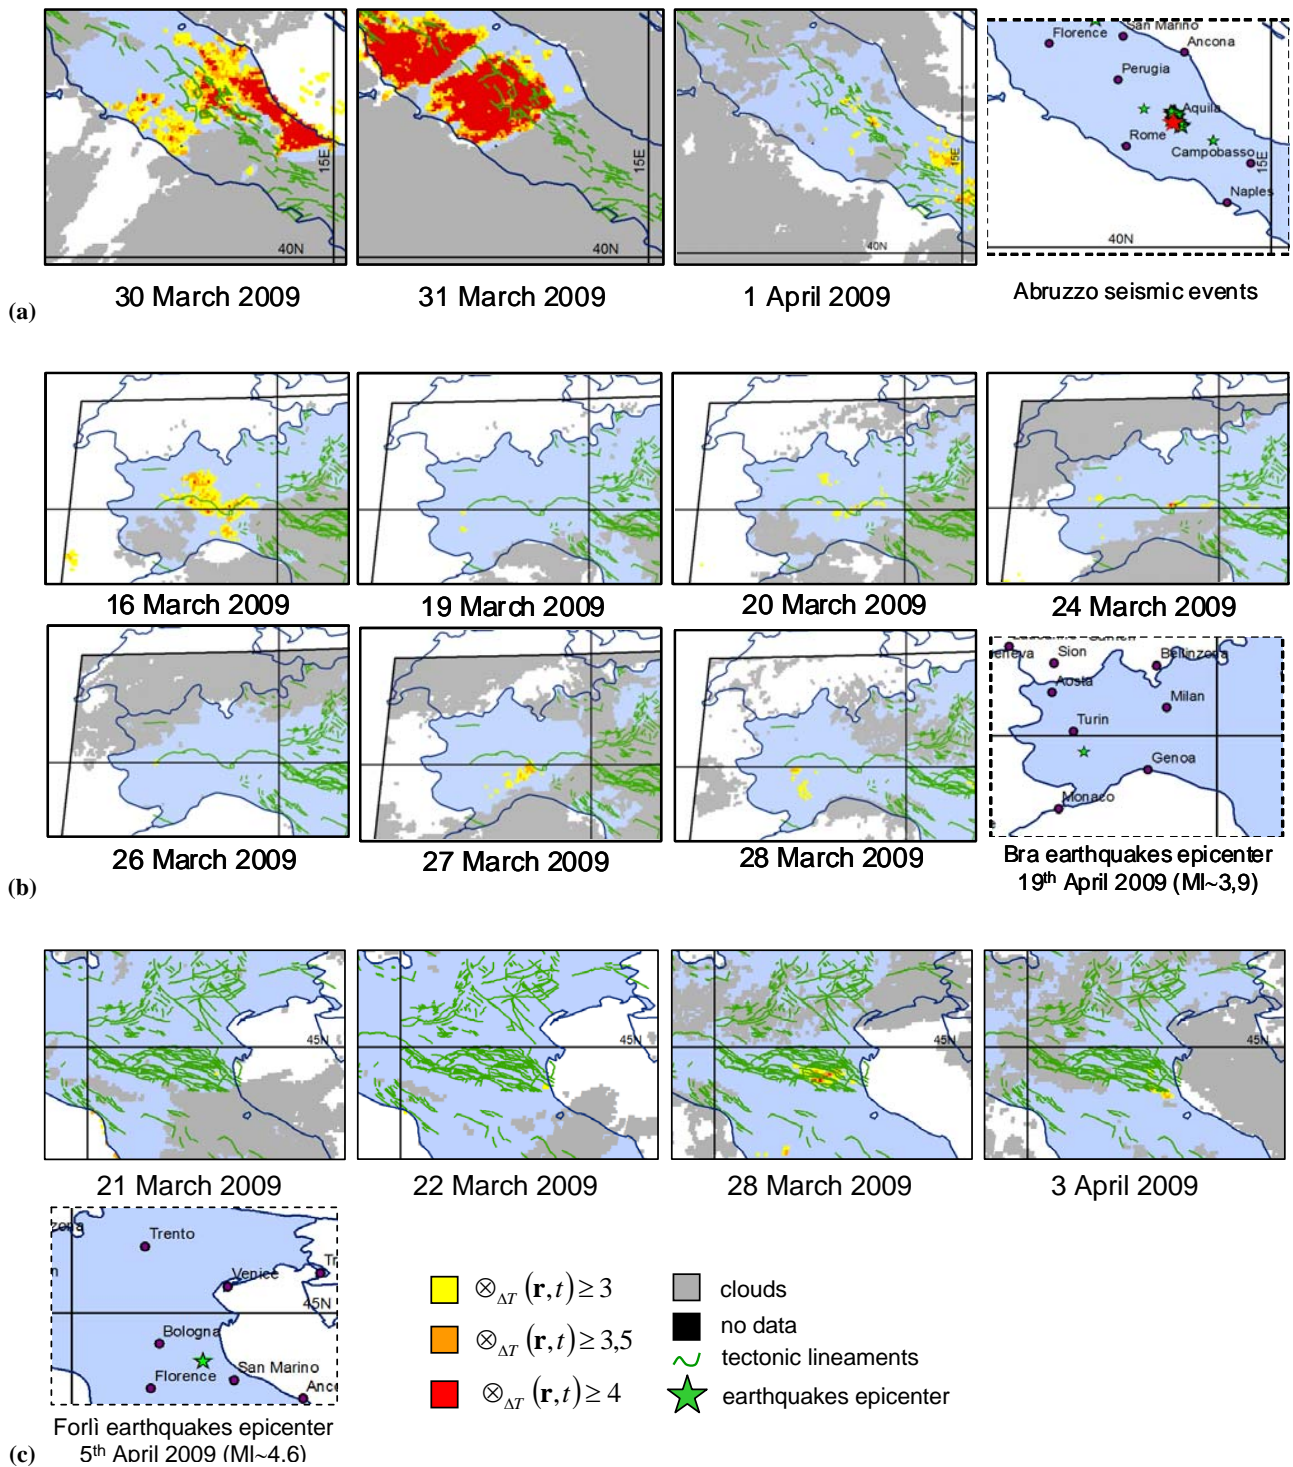 Florence
San Marino
Ancona
Perugia
Aquila
Rome
Campobasso
Naples
15E
15E
15E
15E
40N
40N
40N
40N
30 March 2009
31 March 2009
1 April 2009
Abruzzo seismic events
(a)
16 March 2009
19 March 2009
20 March 2009
24 March 2009
Sion
Bellinzona
Aosta
Milan
Turin
Genoa
Monaco
26 March 2009
27 March 2009
28 March 2009
Bra earthquakes epicenter
19th April 2009 (Ml~3,9)
(b)
45N
45N
45N
45N
21 March 2009
22 March 2009
28 March 2009
3 April 2009
Trento
Venice
Tr
45N
Bologna
Florence
San Marino
Anco
⊗ΔT (r,t) ≥ 3
⊗ΔT (r,t) ≥ 3,5
⊗ΔT (r,t) ≥ 4
clouds
no data
tectonic lineaments
earthquakes epicenter
Forlì earthquakes epicenter
5th April 2009 (Ml~4,6)
(c)